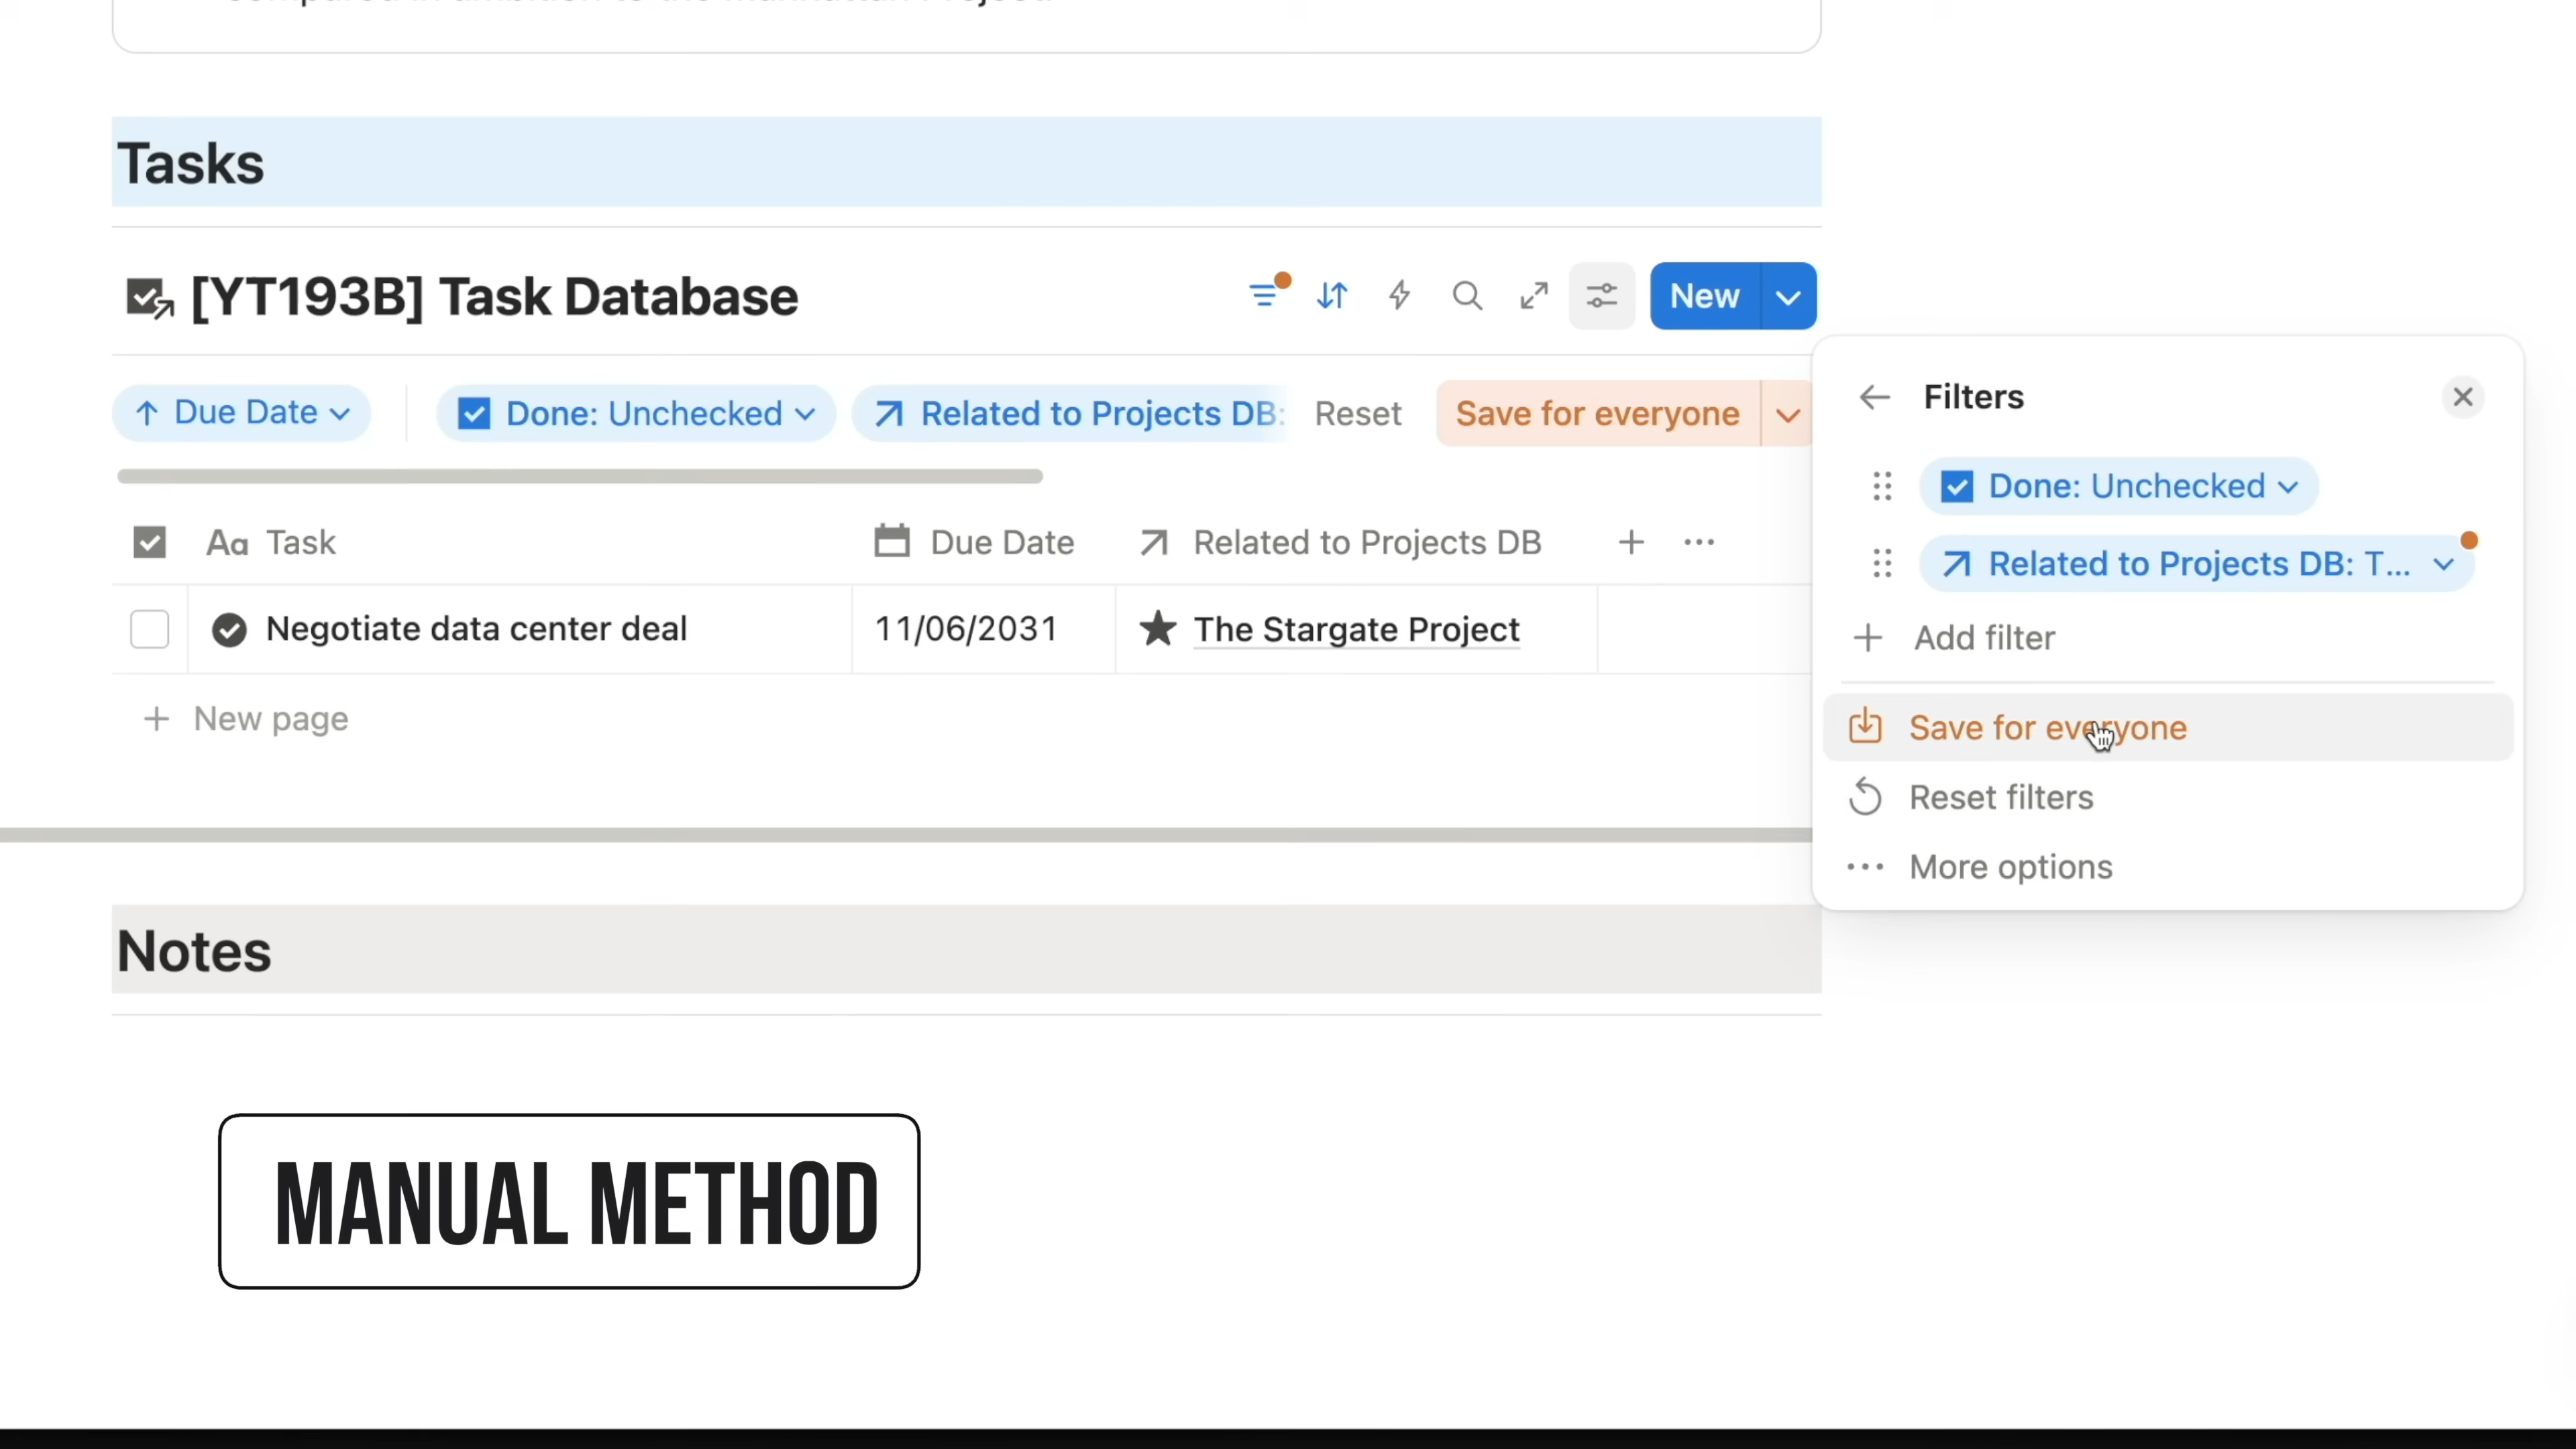 Tasks
[YT193B] Task Database
New
Due Date
Done: Unchecked
Related to Projects DB:
Reset
Save for everyone
Aa Task
Due Date
Related to Projects DB
Negotiate data center deal
11/06/2031
The Stargate Project
New page
Filters
Done: Unchecked
Related to Projects DB: T...
Add filter
Save for everyone
Reset filters
More options
Notes
MANUAL METHOD